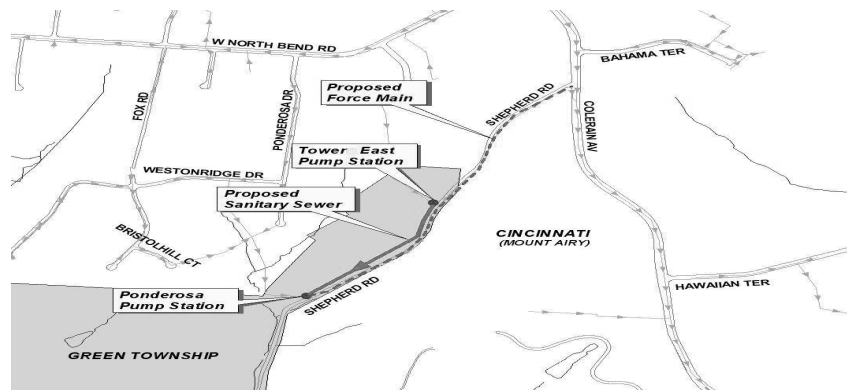 W NORTH BEND RD
BAHAMA TER
Proposed
Force Main
SHEPHERD RD
COLERAN AV
FOX RD
PONDEROSA DR
Tower East
Pump Station
WESTONRIDGE DR
Proposed
Sanitary Sewer
CINCINNATI
(MOUNT AIRY)
BRISTOLHILL CT
HAWAIIAN TER
Ponderosa
Pump Station
SHEPHERD RD
GREEN TOWNSHIP